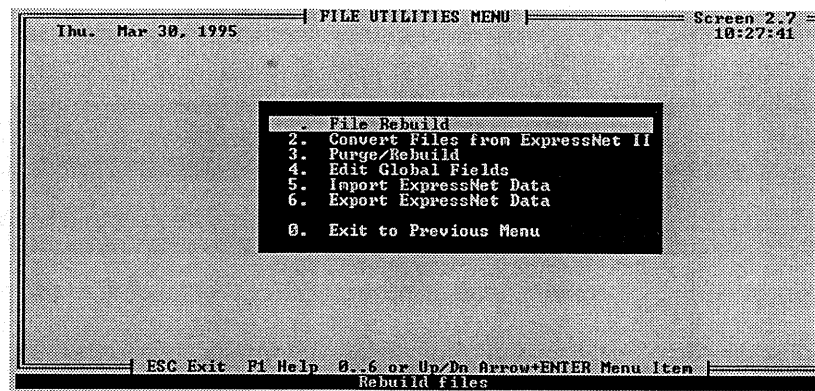 FILE UTILITIES MENU
Screen 2.7
Thu. Mar 30, 1995
10:27:41
. File Rebuild
2. Convert Files from ExpressNet II
3. Purge/Rebuild
4. Edit Global Fields
5. Import ExpressNet Data
6. Export ExpressNet Data
0. Exit to Previous Menu
ESC Exit F1 Help 0..6 or Up/Dn Arrow+ENTER Menu Item
Rebuild files